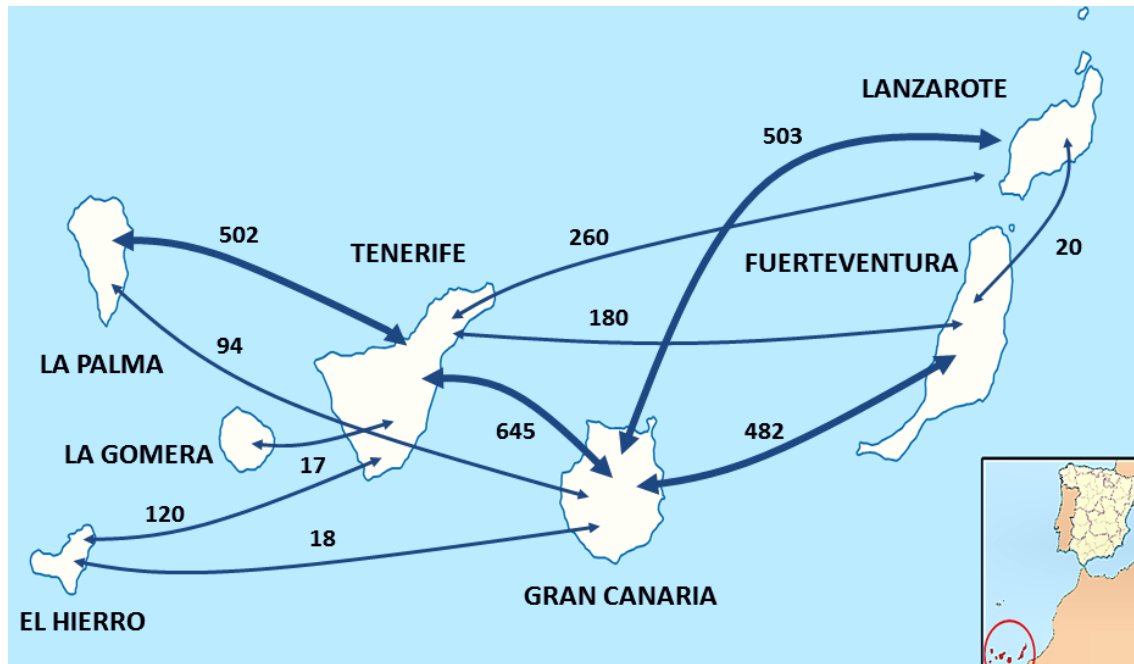 LANZAROTE
503
502
260
TENERIFE
FUERTEVENTURA
20
180
94
LA PALMA
645
482
LA GOMERA
17
120
18
GRAN CANARIA
EL HIERRO